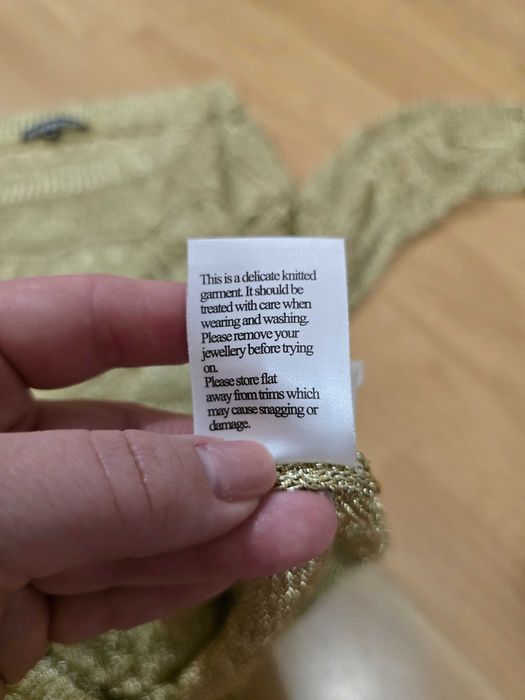 This is a delicate knitted
garment. It should be
treated with care when
wearing and washing.
Please remove your
jewellery before trying
on.
Please store flat
away from trims which
may cause snagging or
damage.